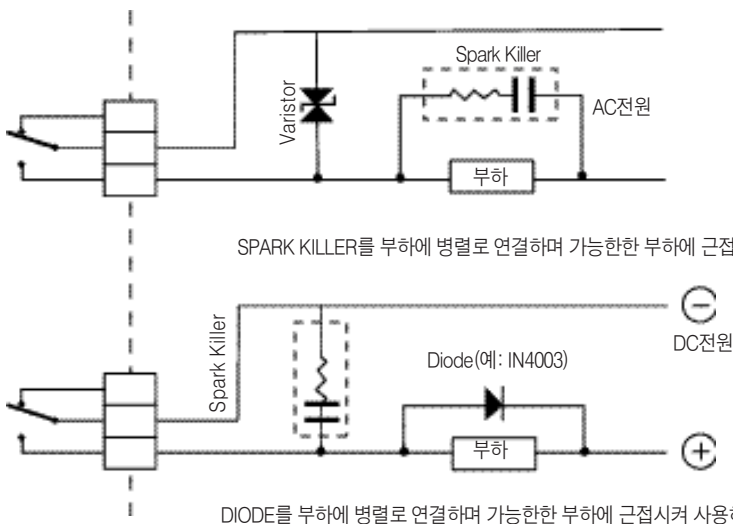 Spark Killer
Varistor
AC전원
부하
SPARK KILLER를 부하에 병렬로 연결하며 가능한한 부하에 근접
Spark Killer
DC전원
Diode(예: IN4003)
부하
DIODE를 부하에 병렬로 연결하며 가능한한 부하에 근접시켜 사용하